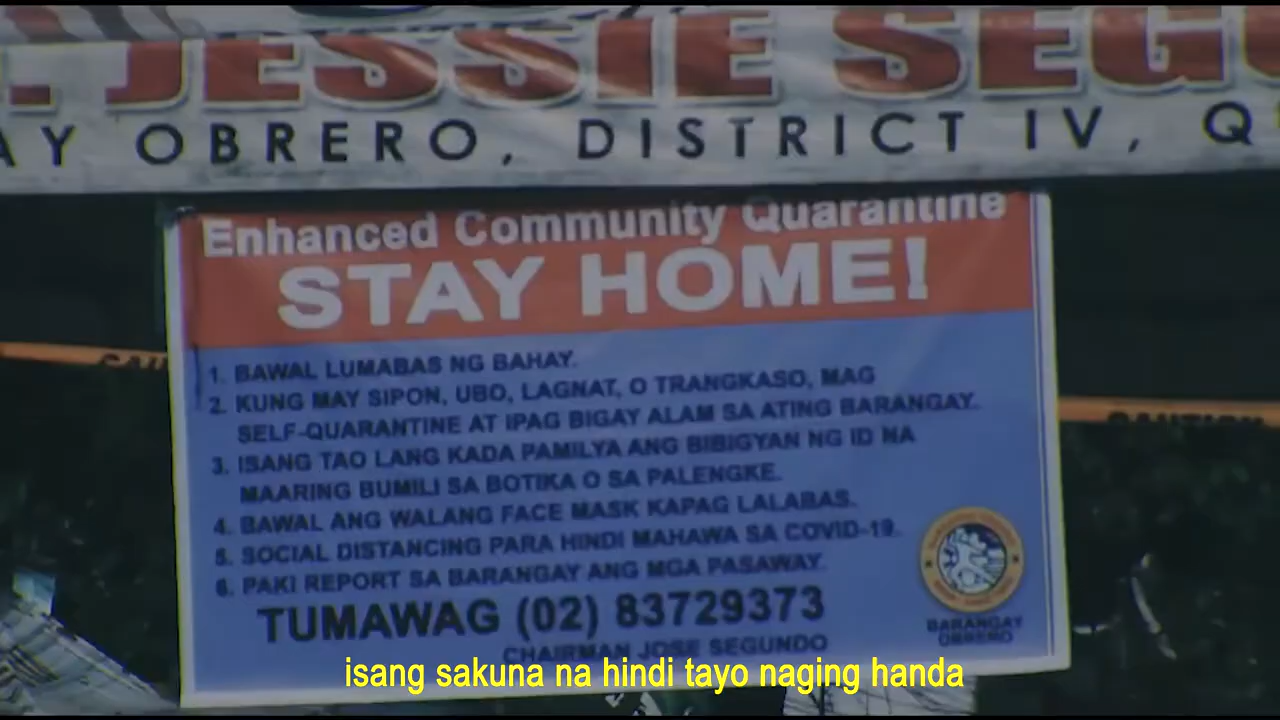 . JESSIE SEGU
AY OBRERO, DISTRICT IV, Q
Enhanced Community Quarantine
STAY HOME!
1. BAWAL LUMABAS NG BAHAY.
2. KUNG MAY SIPON, UBO, LAGNAT, O TRANGKASO, MAG
SELF-QUARANTINE AT IPAG BIGAY ALAM SA ATING BARANGAY.
3. ISANG TAO LANG KADA PAMILYA ANG BIBIGYAN NG ID NA
MAARING BUMILI SA BOTIKA O SA PALENGKE.
4. BAWAL ANG WALANG FACE MASK KAPAG LALABAS.
5. SOCIAL DISTANCING PARA HINDI MAHAWA SA COVID-19.
6. PAKI REPORT SA BARANGAY ANG MGA PASAWAY.
TUMAWAG (02) 83729373
CHAIRMAN JOSE SEGUNDO
BARANGAY
OBRERO
CAUTION
isang sakuna na hindi tayo naging handa